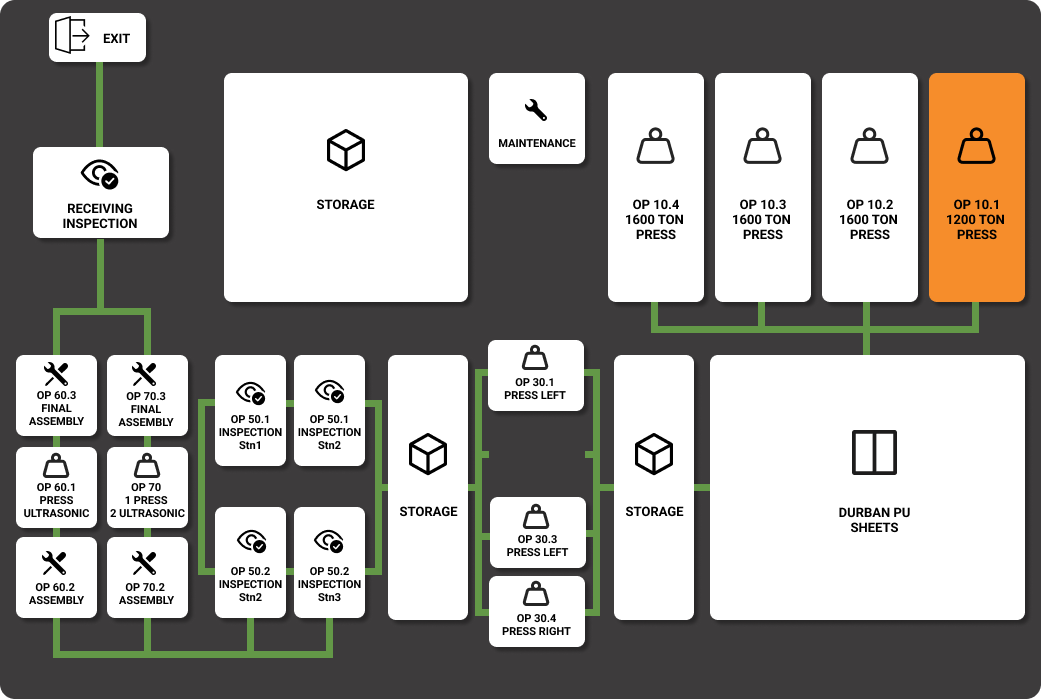 EXIT
RECEIVING
INSPECTION
STORAGE
MAINTENANCE
OP 10.4
1600 TON
PRESS
OP 10.3
1600 TON
PRESS
OP 10.2
1600 TON
PRESS
OP 10.1
1200 TON
PRESS
OP 60.3
FINAL
ASSEMBLY
OP 70.3
FINAL
ASSEMBLY
OP 60.1
PRESS
ULTRASONIC
OP 70
1 PRESS
2 ULTRASONIC
OP 60.2
ASSEMBLY
OP 70.2
ASSEMBLY
OP 50.1
INSPECTION
Stn1
OP 50.1
INSPECTION
Stn2
OP 50.2
INSPECTION
Stn2
OP 50.2
INSPECTION
Stn3
STORAGE
OP 30.1
PRESS LEFT
OP 30.3
PRESS LEFT
OP 30.4
PRESS RIGHT
STORAGE
DURBAN PU
SHEETS